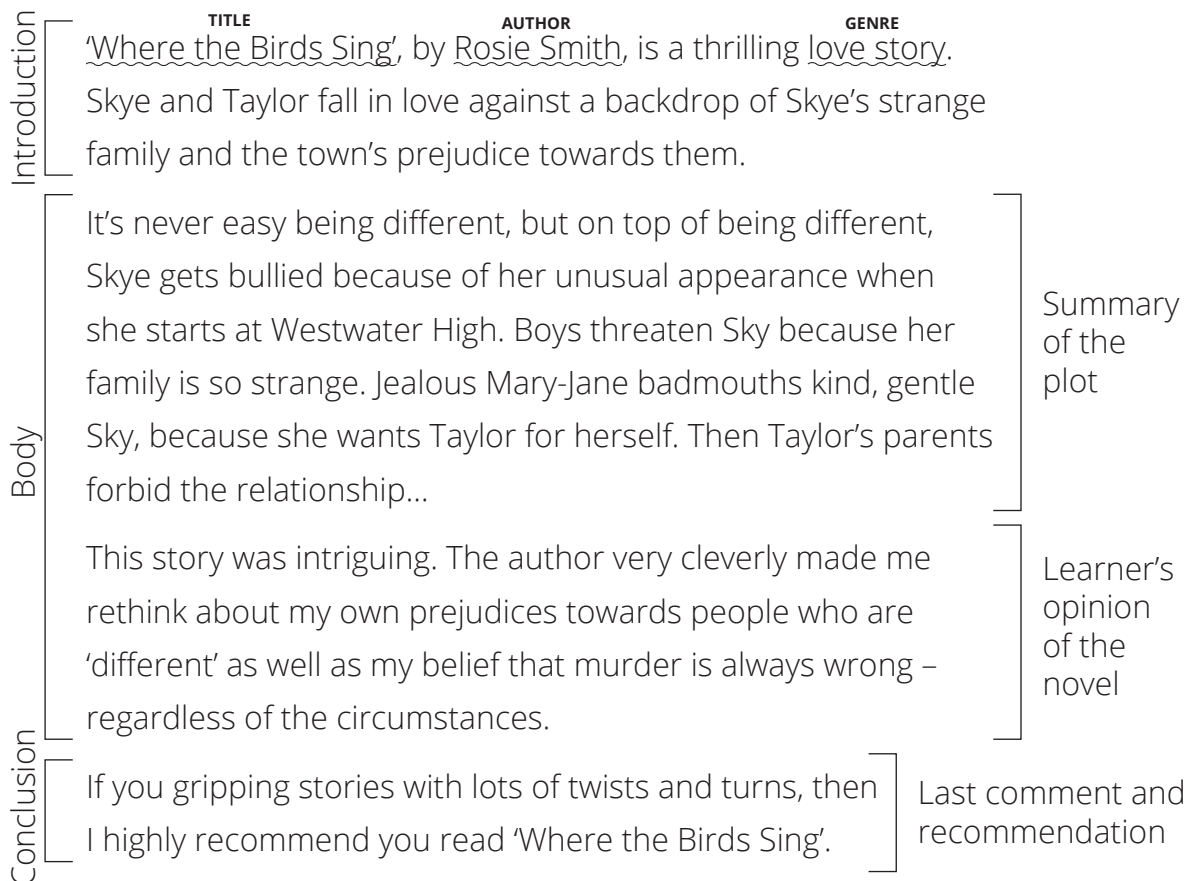 TITLE AUTHOR GENRE
Introduction
‘Where the Birds Sing’, by Rosie Smith, is a thrilling love story.
Skye and Taylor fall in love against a backdrop of Skye’s strange
family and the town’s prejudice towards them.
Body
It’s never easy being different, but on top of being different,
Skye gets bullied because of her unusual appearance when
she starts at Westwater High. Boys threaten Sky because her
family is so strange. Jealous Mary-Jane badmouths kind, gentle
Sky, because she wants Taylor for herself. Then Taylor’s parents
forbid the relationship...
Summary
of the
plot
This story was intriguing. The author very cleverly made me
rethink about my own prejudices towards people who are
‘different’ as well as my belief that murder is always wrong –
regardless of the circumstances.
Learner’s
opinion
of the
novel
Conclusion
If you gripping stories with lots of twists and turns, then
I highly recommend you read ‘Where the Birds Sing’.
Last comment and
recommendation